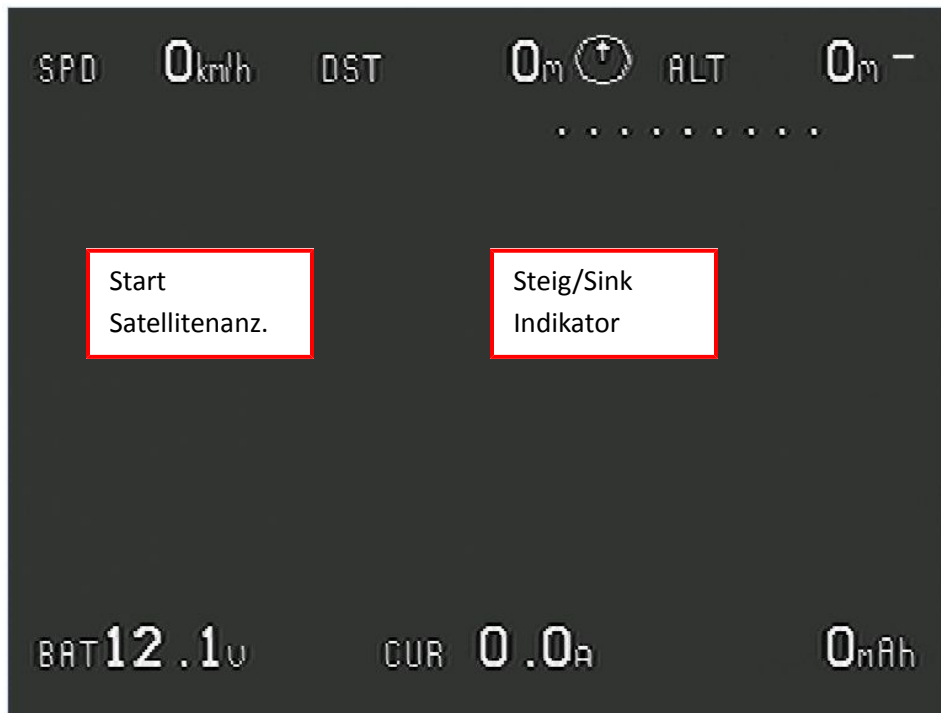 SPD 0km/h DST 0m ALT 0m -
Start
Satellitenanz.
Steig/Sink
Indikator
BAT 12.1v CUR 0.0A 0mAh